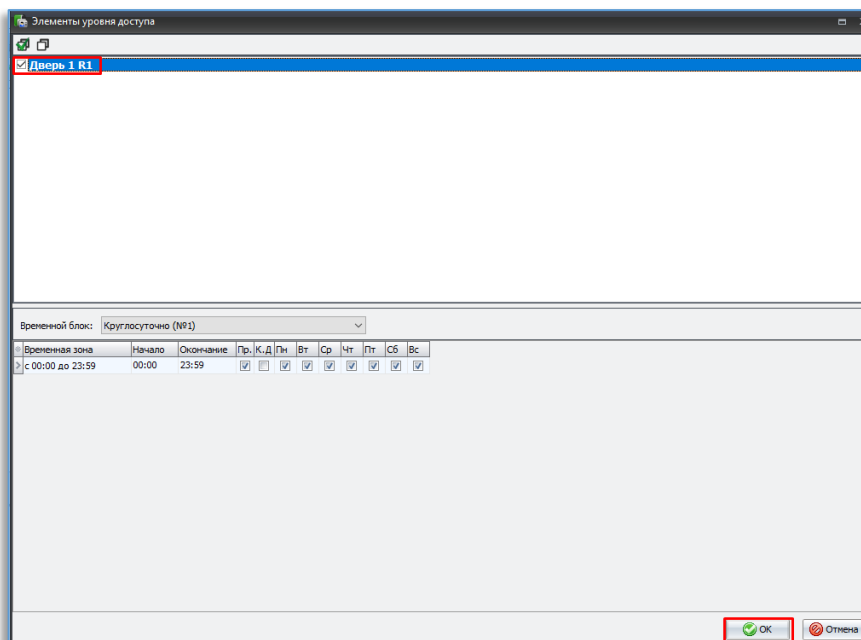 Элементы уровня доступа
Дверь 1 R1
Временной блок: Круглосуточно (№1)
Временная зона Начало Окончание Пр. К.Д Пн Вт Ср Чт Пт Сб Вс
с 00:00 до 23:59 00:00 23:59
OK Отмена